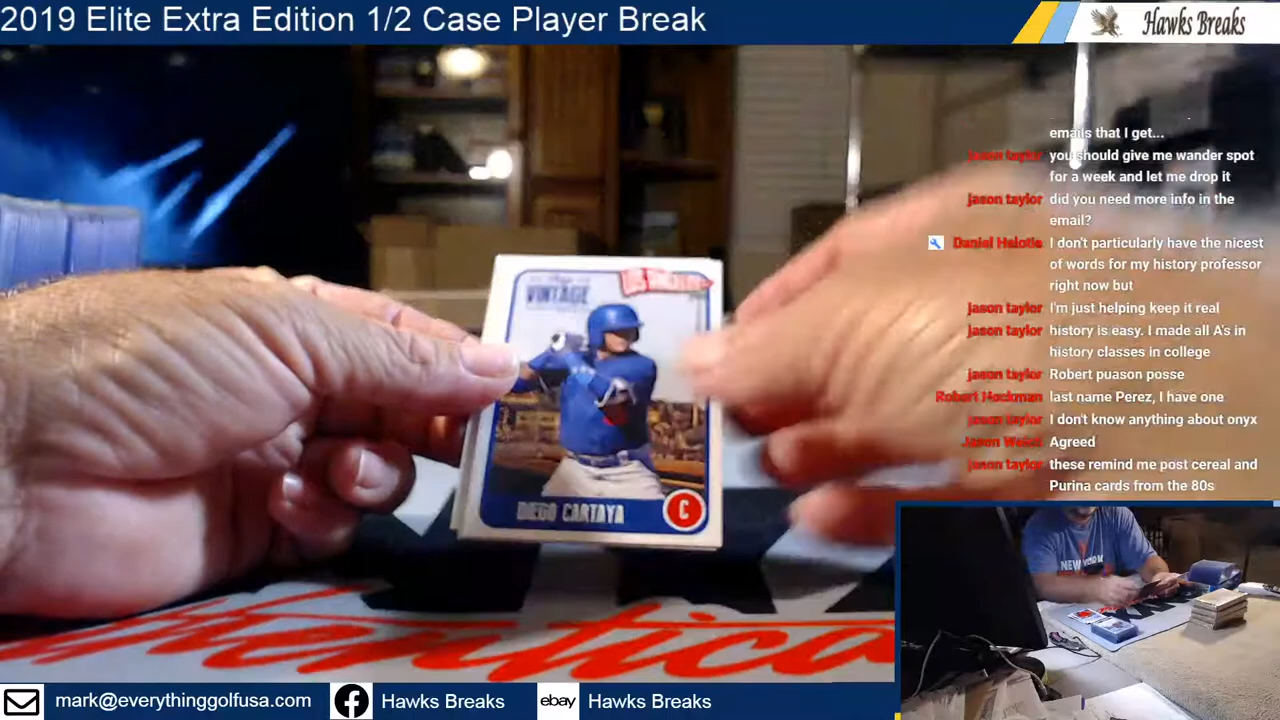 2019 Elite Extra Edition 1/2 Case Player Break
Hawks Breaks
emails that I get...
jason taylor you should give me wander spot
for a week and let me drop it
jason taylor did you need more info in the
email?
I don't particularly have the nicest
of words for my history professor
right now but
jason taylor I'm just helping keep it real
jason taylor history is easy. I made all A's in
history classes in college
jason taylor Robert puason posse
Robert Hockman last name Perez, I have one
jason taylor I don't know anything about onyx
Agreed
jason taylor these remind me post cereal and
Purina cards from the 80s
VINTAGE
LOS ANGELES
DIEGO CARTAYA
C
NEW YORK
mark@everythinggolfusa.com
Hawks Breaks
ebay
Hawks Breaks